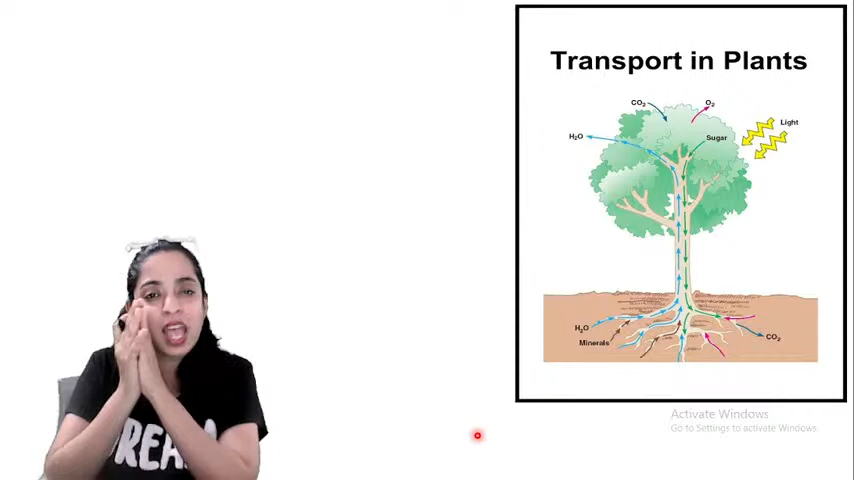 Transport in Plants
CO2
O2
Light
H2O
Sugar
H2O
Minerals
CO2
Activate Windows
Go to Settings to activate Windows.